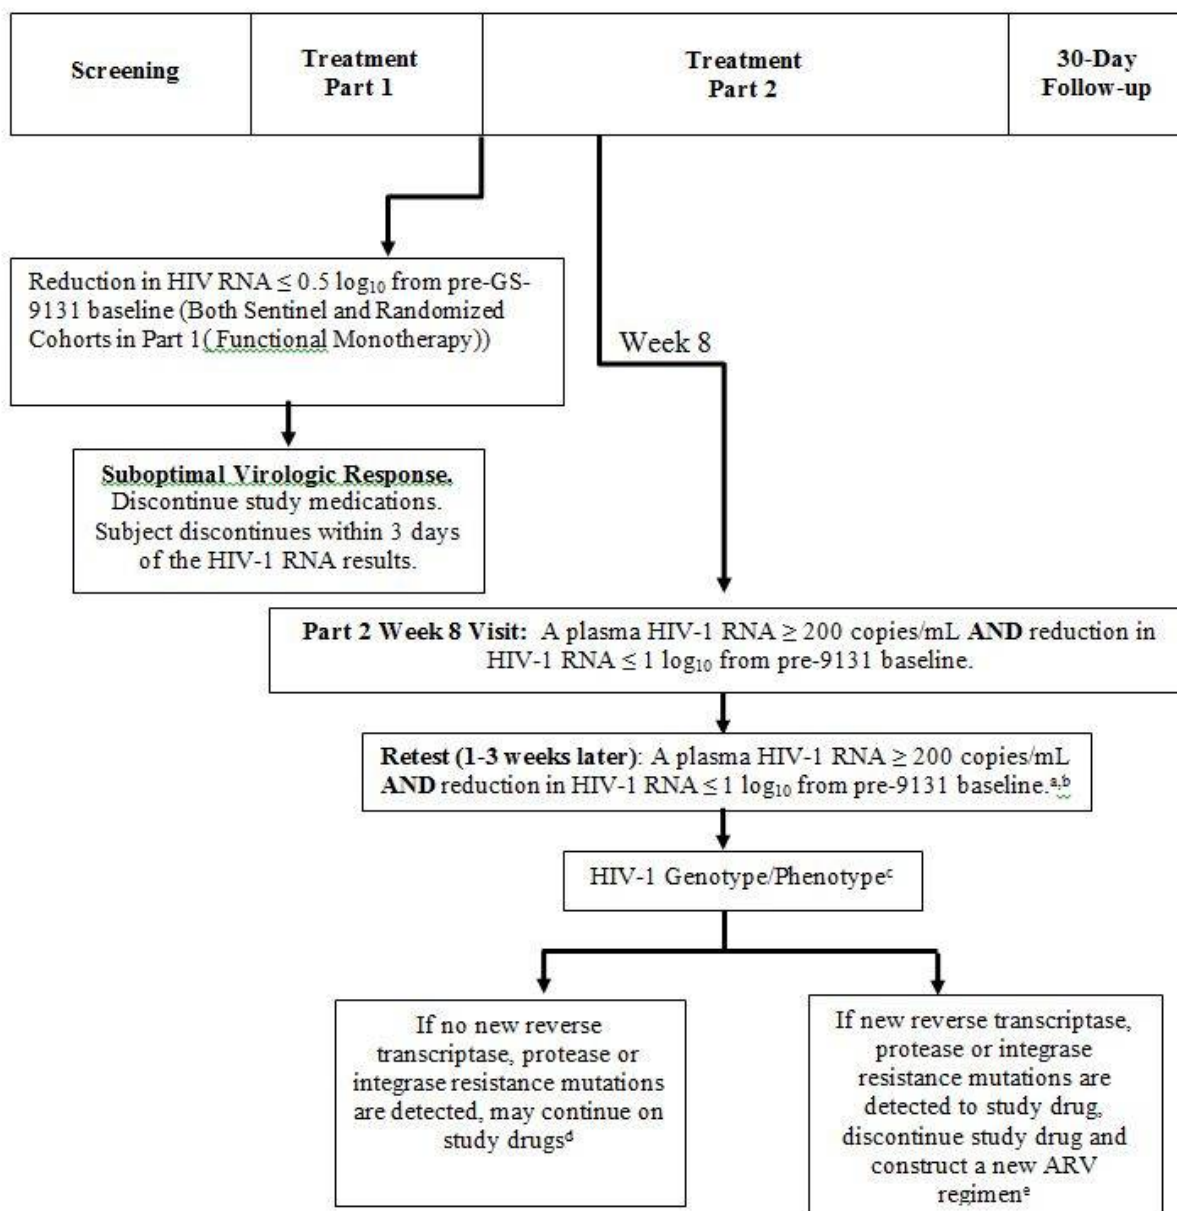 Screening
Treatment
Part 1
Treatment
Part 2
30-Day
Follow-up
Reduction in HIV RNA ≤ 0.5 log₁₀ from pre-GS-
9131 baseline (Both Sentinel and Randomized
Cohorts in Part 1( Functional Monotherapy))
Week 8
Suboptimal Virologic Response.
Discontinue study medications.
Subject discontinues within 3 days
of the HIV-1 RNA results.
Part 2 Week 8 Visit: A plasma HIV-1 RNA ≥ 200 copies/mL AND reduction in
HIV-1 RNA ≤ 1 log₁₀ from pre-9131 baseline.
Retest (1-3 weeks later): A plasma HIV-1 RNA ≥ 200 copies/mL
AND reduction in HIV-1 RNA ≤ 1 log₁₀ from pre-9131 baseline.a,b
HIV-1 Genotype/Phenotypec
If no new reverse
transcriptase, protease or
integrase resistance mutations
are detected, may continue on
study drugsd
If new reverse transcriptase,
protease or integrase
resistance mutations are
detected to study drug,
discontinue study drug and
construct a new ARV
regimene